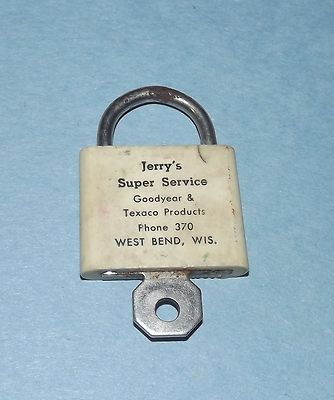 Jerry's
Super Service
Goodyear &
Texaco Products
Phone 370
WEST BEND, WIS.